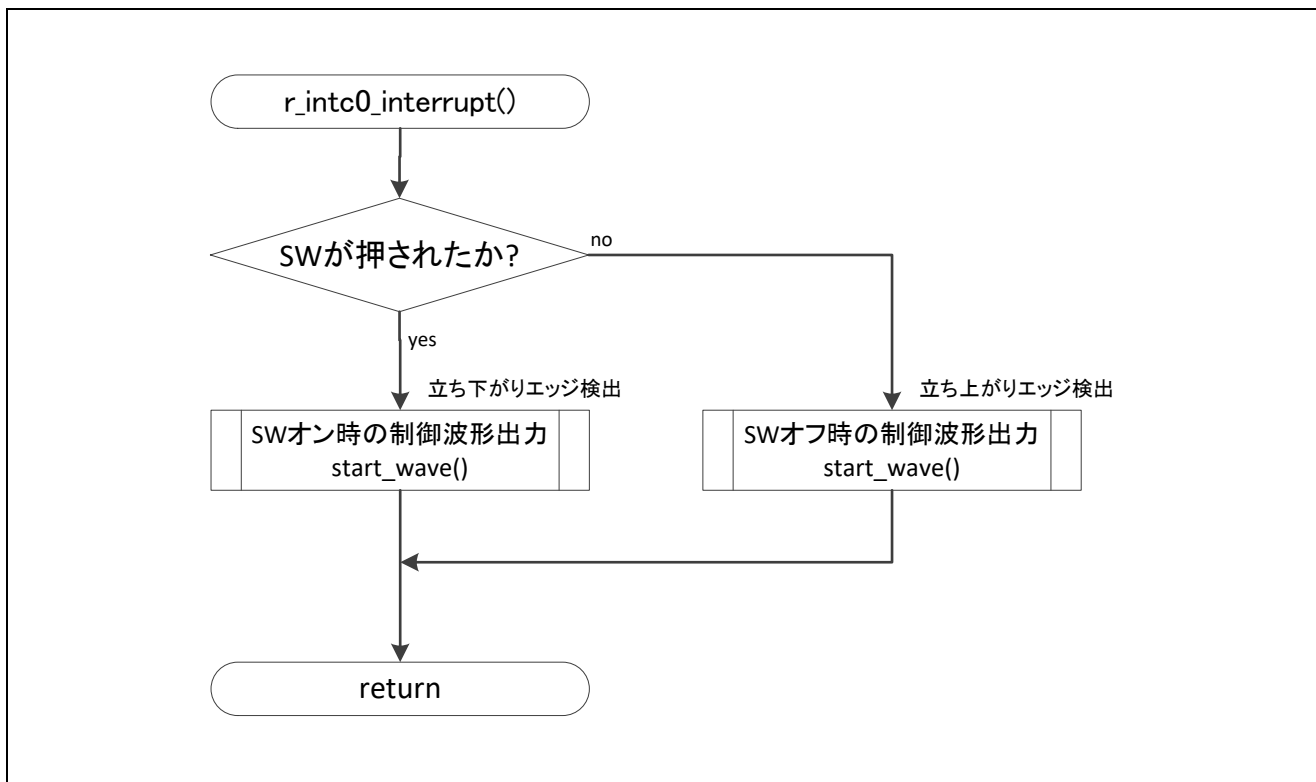 r_intc0_interrupt()
SWが押されたか?
no
yes
立ち下がりエッジ検出
立ち上がりエッジ検出
SWオン時の制御波形出力
start_wave()
SWオフ時の制御波形出力
start_wave()
return